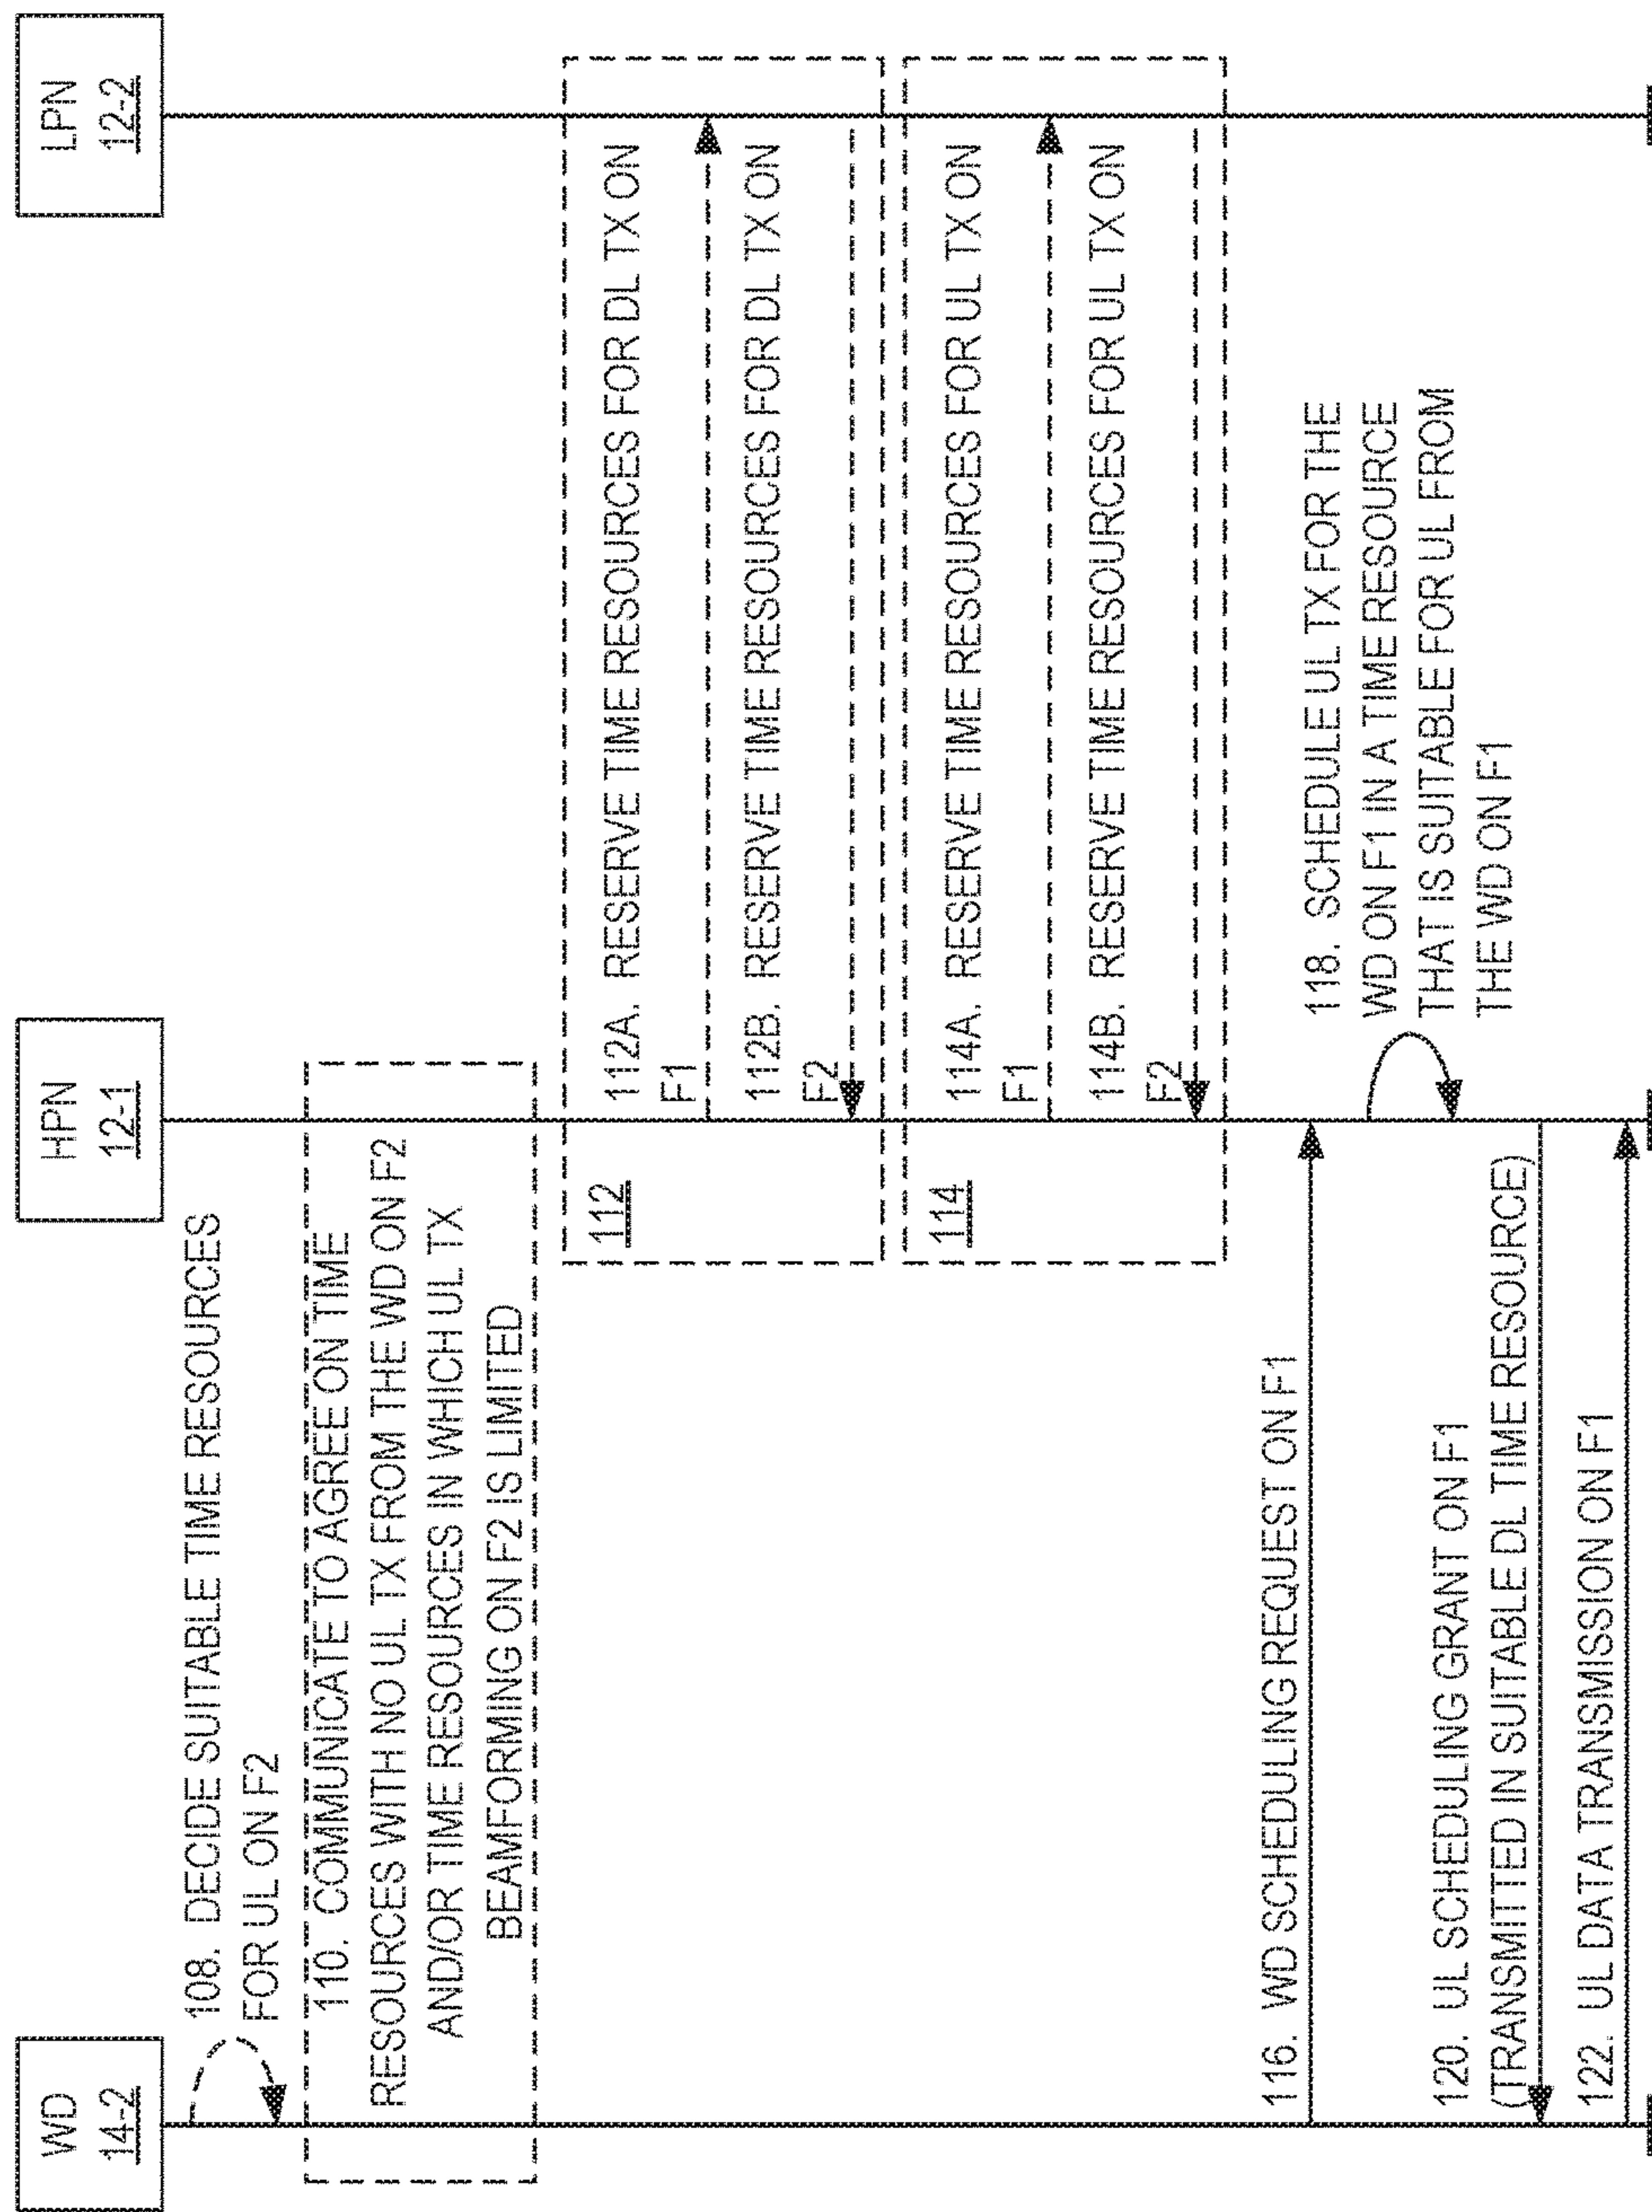 WD
14-2
HPN
12-1
LPN
12-2
108. DECIDE SUITABLE TIME RESOURCES
FOR UL ON F2
110. COMMUNICATE TO AGREE ON TIME
RESOURCES WITH NO UL TX FROM THE WD ON F2
AND/OR TIME RESOURCES IN WHICH UL TX
BEAMFORMING ON F2 IS LIMITED
112
112A. RESERVE TIME RESOURCES FOR DL TX ON
F1
112B. RESERVE TIME RESOURCES FOR DL TX ON
F2
114
114A. RESERVE TIME RESOURCES FOR UL TX ON
F1
114B. RESERVE TIME RESOURCES FOR UL TX ON
F2
116. WD SCHEDULING REQUEST ON F1
118. SCHEDULE UL TX FOR THE
WD ON F1 IN A TIME RESOURCE
THAT IS SUITABLE FOR UL FROM
THE WD ON F1
120. UL SCHEDULING GRANT ON F1
(TRANSMITTED IN SUITABLE DL TIME RESOURCE)
122. UL DATA TRANSMISSION ON F1